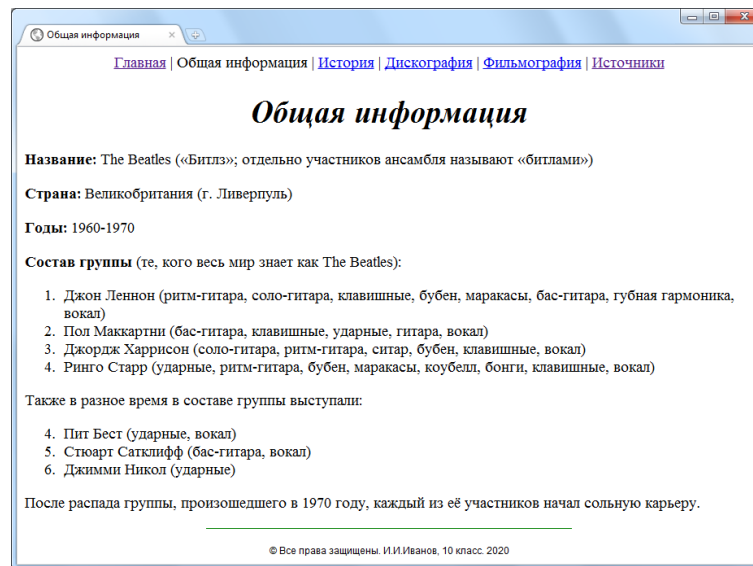 Общая информация
Главная | Общая информация | История | Дискография | Фильмография | Источники
Общая информация
Название: The Beatles («Битлз»; отдельно участников ансамбля называют «битлами»)
Страна: Великобритания (г. Ливерпуль)
Годы: 1960-1970
Состав группы (те, кого весь мир знает как The Beatles):
1. Джон Леннон (ритм-гитара, соло-гитара, клавишные, бубен, маракасы, бас-гитара, губная гармоника,
вокал)
2. Пол Маккартни (бас-гитара, клавишные, ударные, гитара, вокал)
3. Джордж Харрисон (соло-гитара, ритм-гитара, ситар, бубен, клавишные, вокал)
4. Ринго Старр (ударные, ритм-гитара, бубен, маракасы, коубелл, бонги, клавишные, вокал)
Также в разное время в составе группы выступали:
4. Пит Бест (ударные, вокал)
5. Стюарт Сатклифф (бас-гитара, вокал)
6. Джимми Никол (ударные)
После распада группы, произошедшего в 1970 году, каждый из её участников начал сольную карьеру.
© Все права защищены. И.И.Иванов, 10 класс. 2020